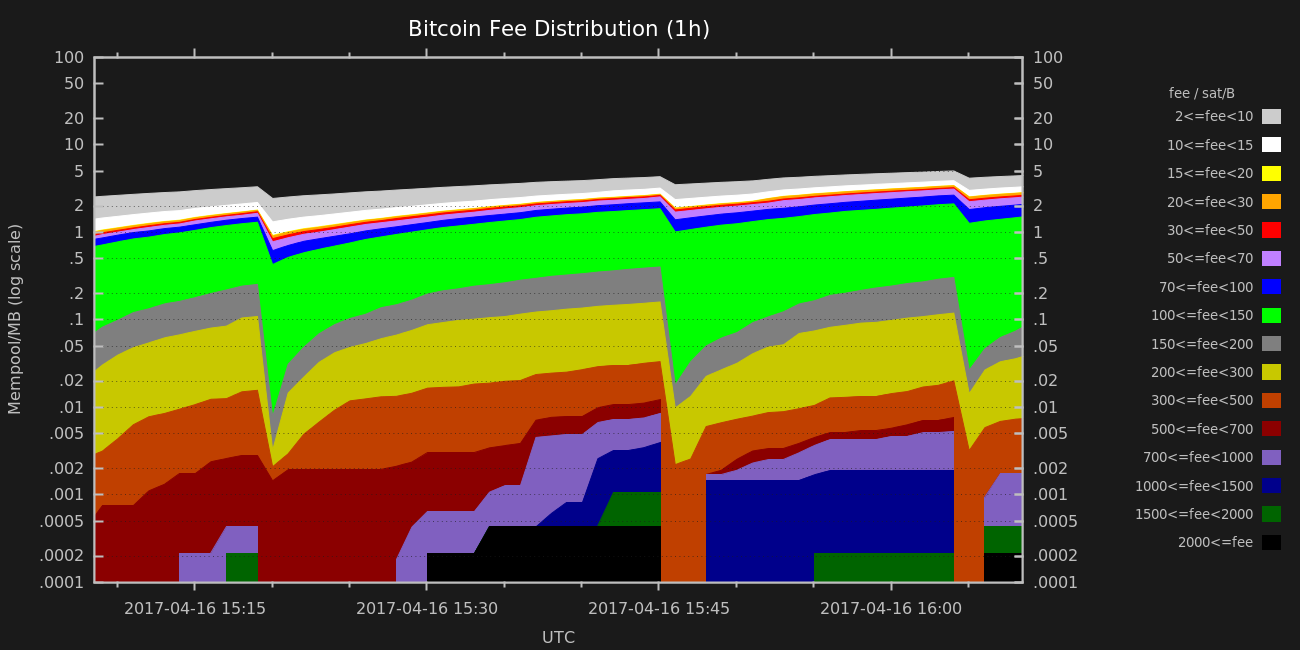 Bitcoin Fee Distribution (1h)
100
50
20
10
5
2
1
.5
.2
.1
.05
.02
.01
.005
.002
.001
.0005
.0002
.0001
Mempool/MB (log scale)
100
50
20
10
5
2
1
.5
.2
.1
.05
.02
.01
.005
.002
.001
.0005
.0002
.0001
2017-04-16 15:15
2017-04-16 15:30
2017-04-16 15:45
2017-04-16 16:00
UTC
fee / sat/B
2<=fee<10
10<=fee<15
15<=fee<20
20<=fee<30
30<=fee<50
50<=fee<70
70<=fee<100
100<=fee<150
150<=fee<200
200<=fee<300
300<=fee<500
500<=fee<700
700<=fee<1000
1000<=fee<1500
1500<=fee<2000
2000<=fee